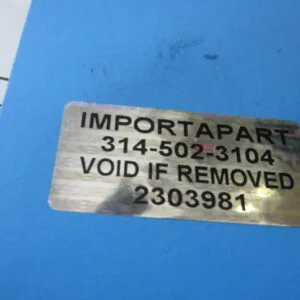 IMPORTAPART
314-502-3104
VOID IF REMOVED
2303981